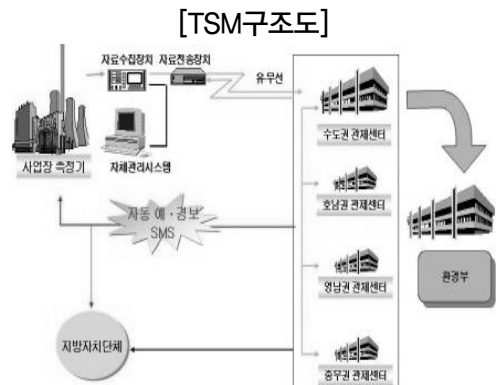 [TSM구조도]
자료수집장치 자료전송장치
유무선
수도권 관제센터
사업장 측정기
자체관리시스템
호남권 관제센터
자동 예·경보
SMS
영남권 관제센터
환경부
지방자치단체
중부권 관제센터